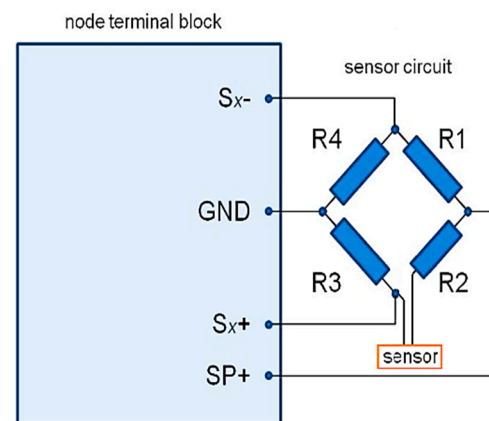 node terminal block
sensor circuit
Sx-
R4
R1
GND
R3
R2
Sx+
sensor
SP+